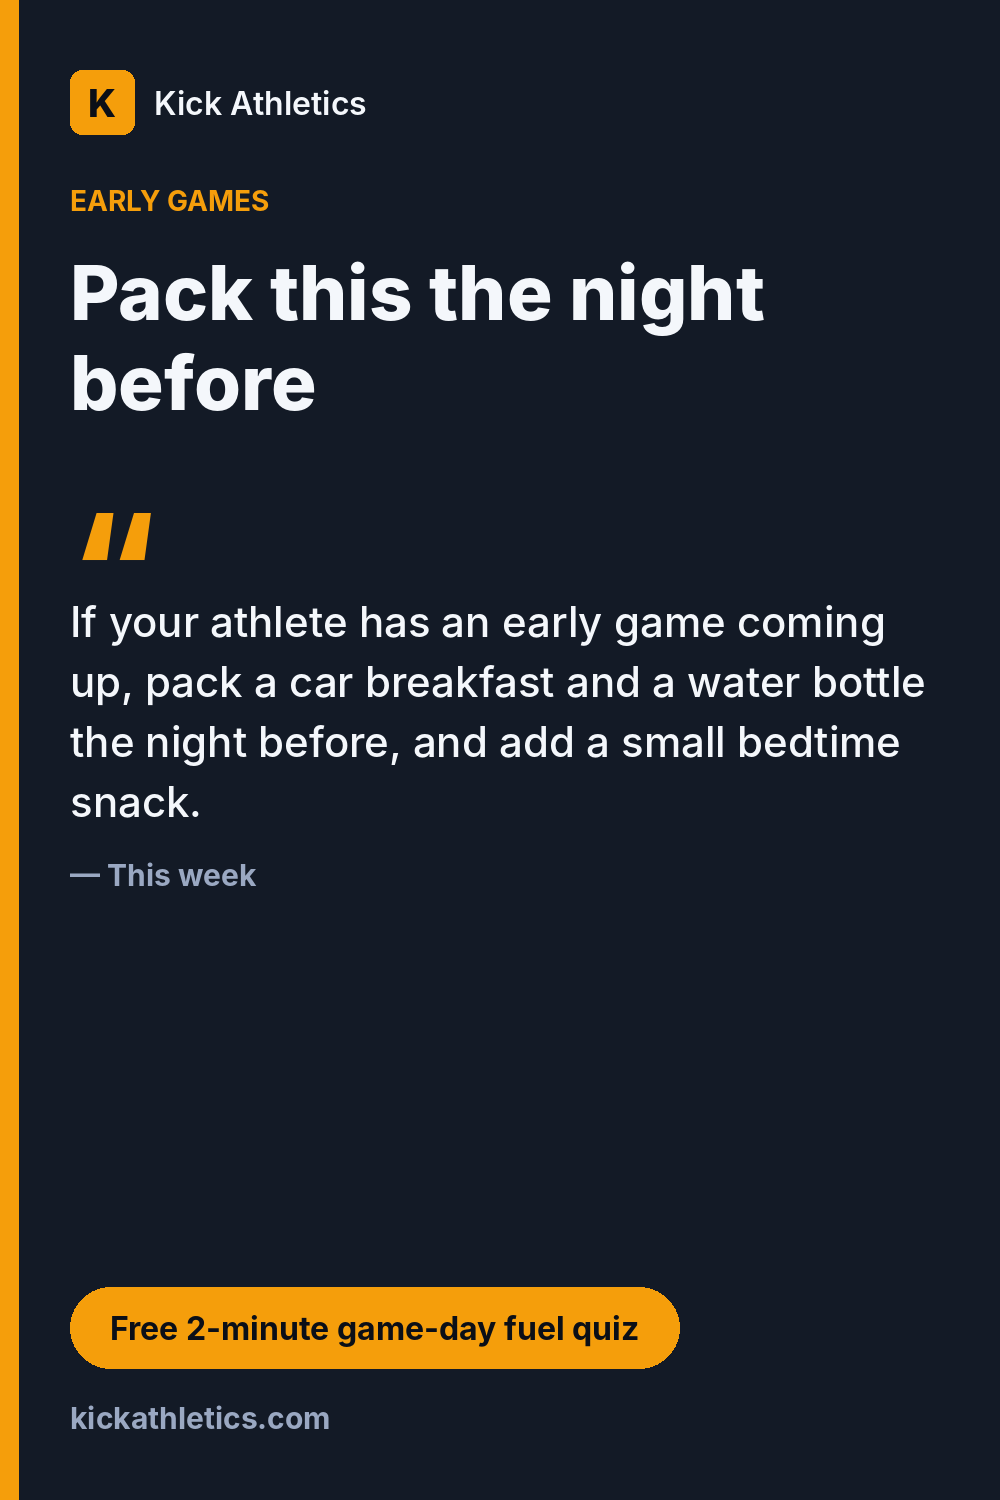 K
Kick Athletics
EARLY GAMES
Pack this the night
before
"
If your athlete has an early game coming
up, pack a car breakfast and a water bottle
the night before, and add a small bedtime
snack.
— This week
Free 2-minute game-day fuel quiz
kickathletics.com